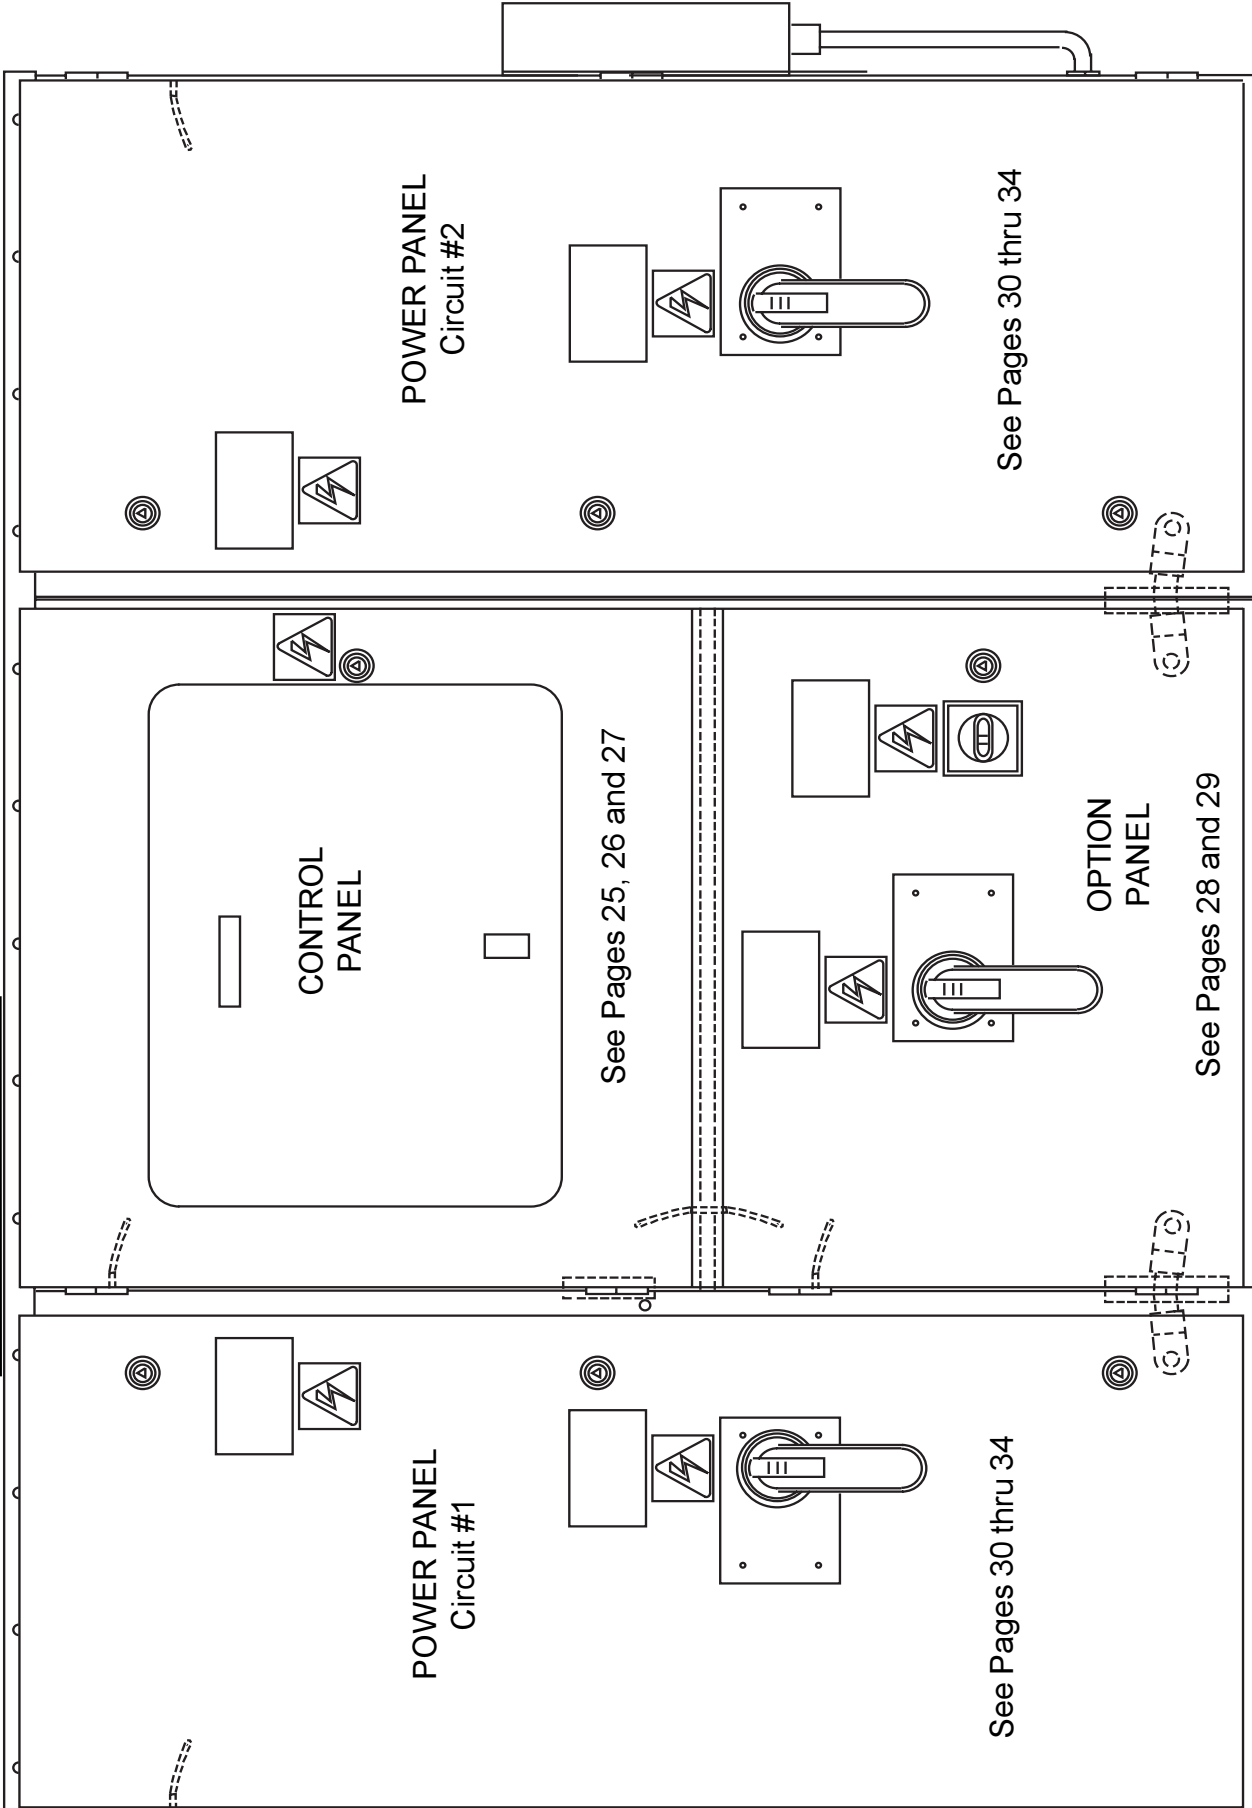 POWER PANEL
Circuit #1
See Pages 30 thru 34
CONTROL
PANEL
See Pages 25, 26 and 27
OPTION
PANEL
See Pages 28 and 29
POWER PANEL
Circuit #2
See Pages 30 thru 34